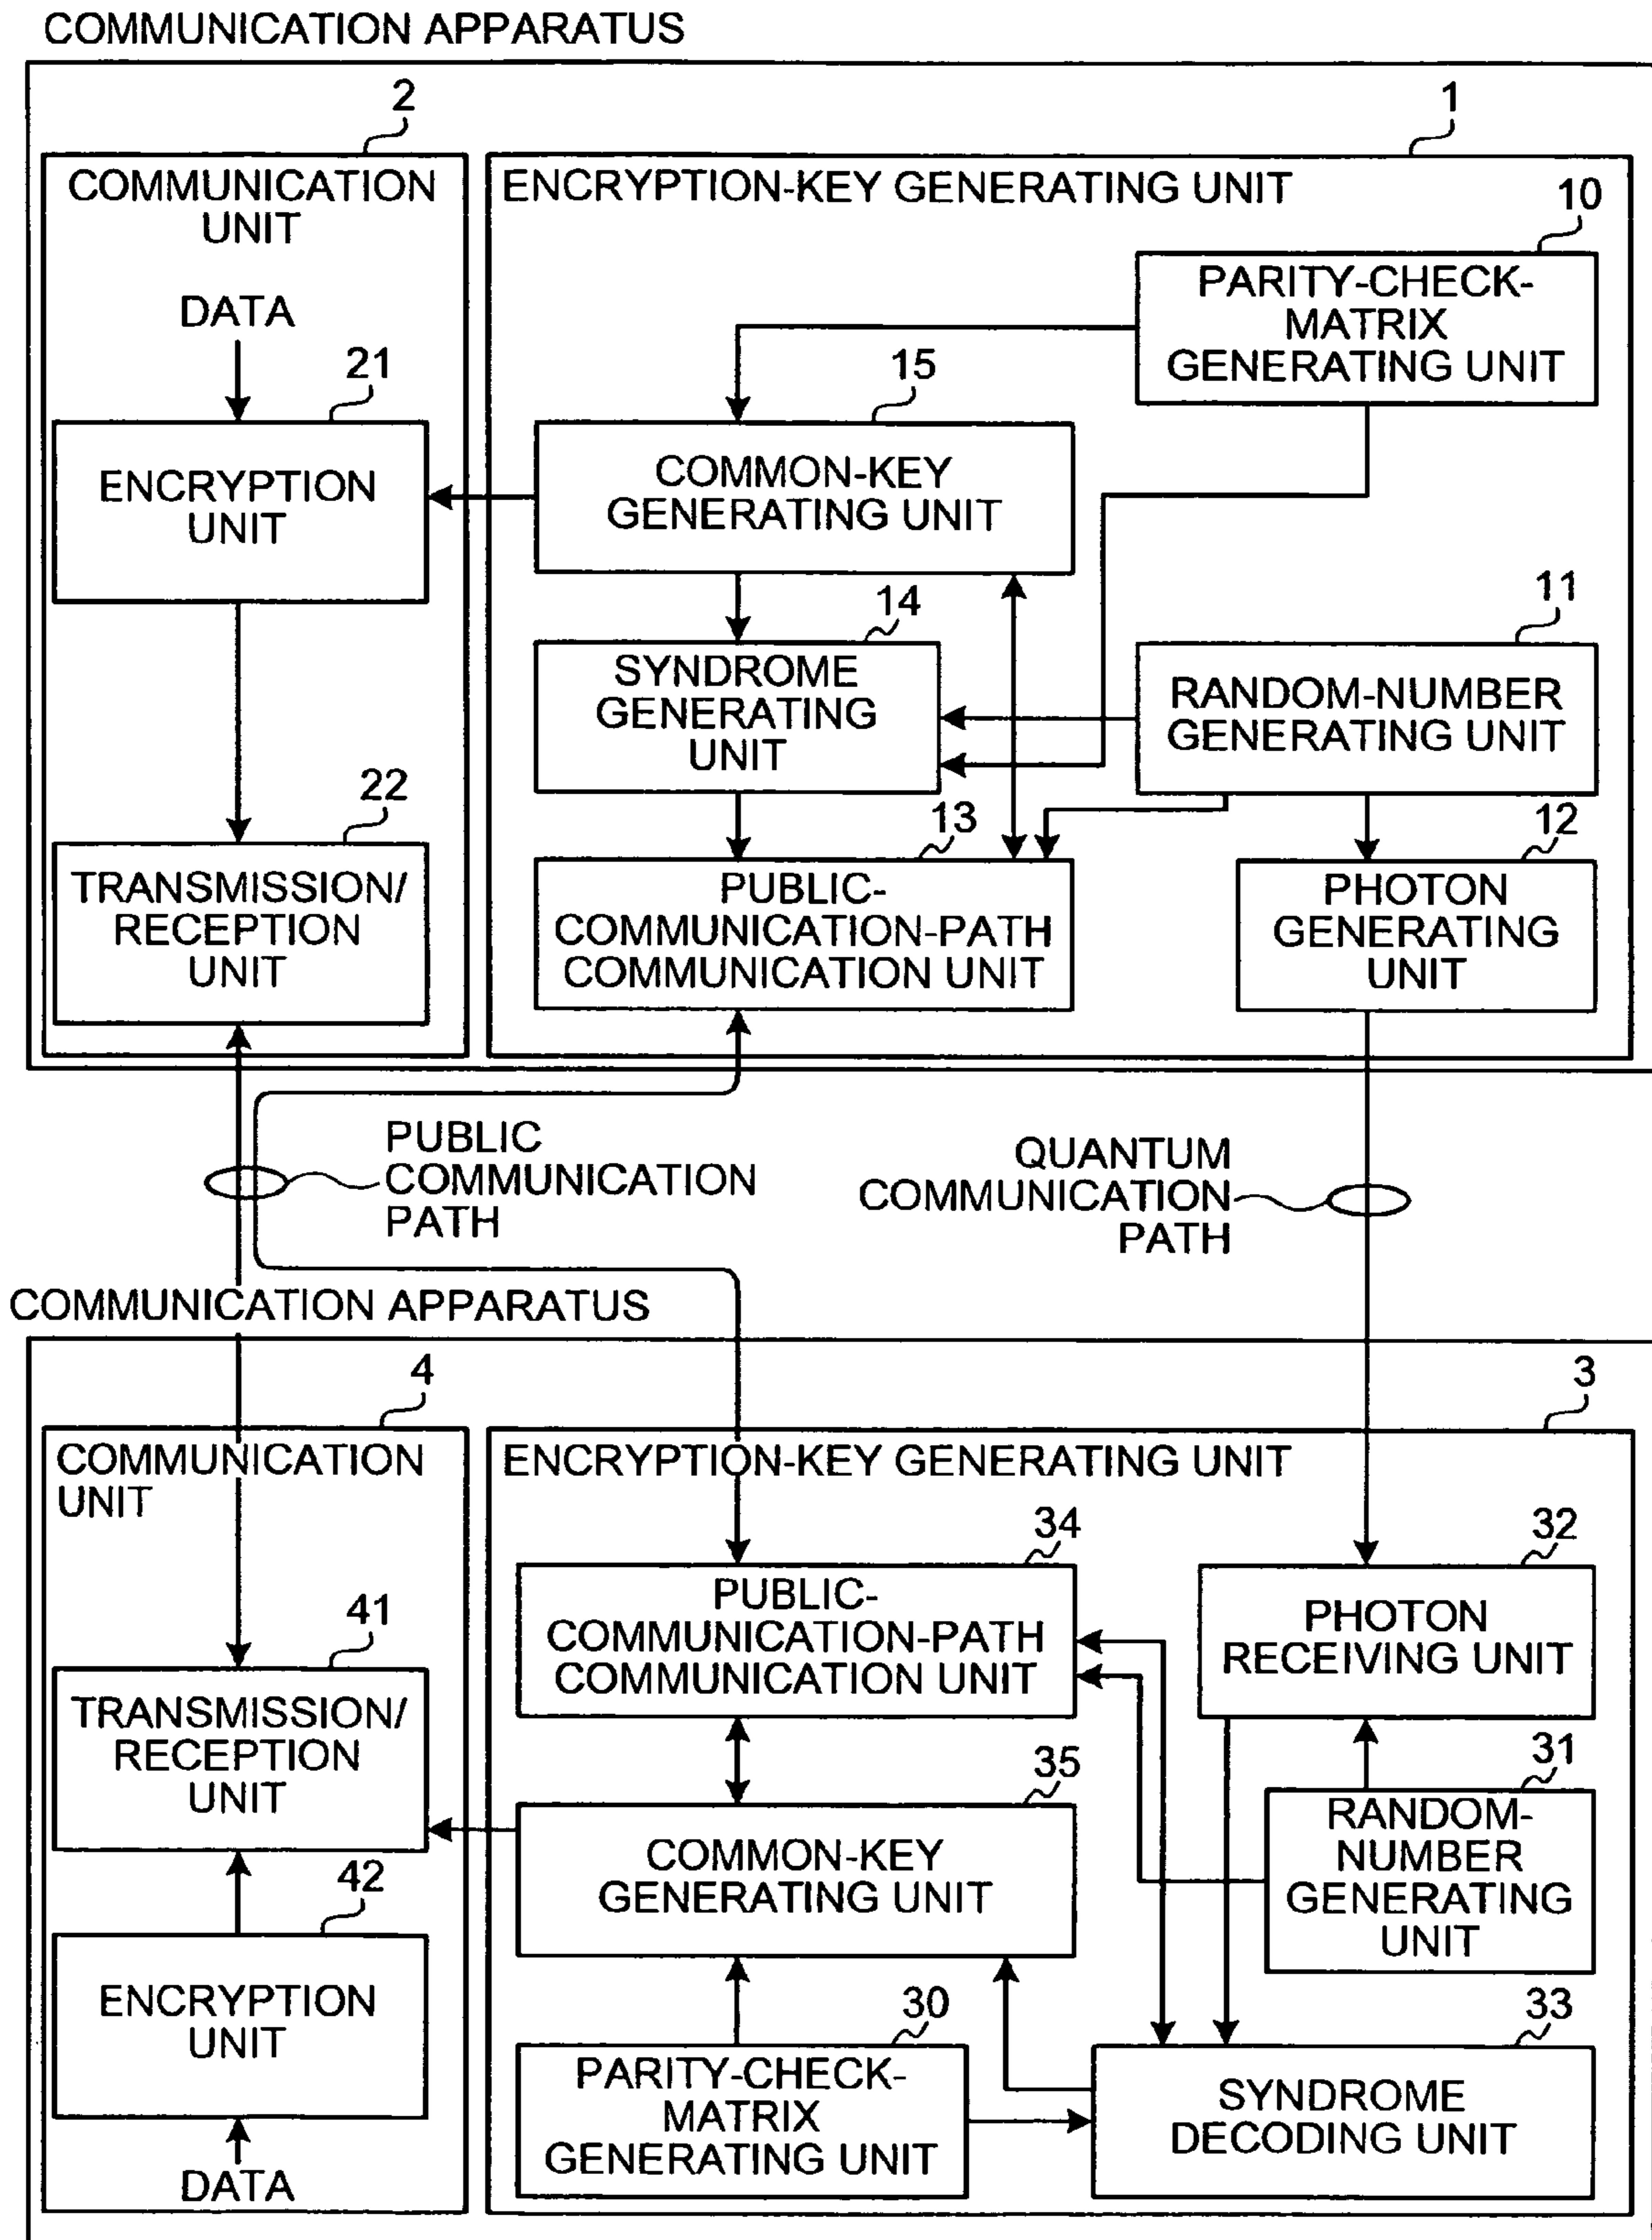 COMMUNICATION APPARATUS
2
1
COMMUNICATION
UNIT
ENCRYPTION-KEY GENERATING UNIT
10
PARITY-CHECK-
MATRIX
GENERATING UNIT
DATA
21
15
ENCRYPTION
UNIT
COMMON-KEY
GENERATING UNIT
14
11
SYNDROME
GENERATING
UNIT
RANDOM-NUMBER
GENERATING UNIT
22
13
12
TRANSMISSION/
RECEPTION
UNIT
PUBLIC-
COMMUNICATION-PATH
COMMUNICATION UNIT
PHOTON
GENERATING
UNIT
PUBLIC
COMMUNICATION
PATH
QUANTUM
COMMUNICATION
PATH
COMMUNICATION APPARATUS
4
3
COMMUNICATION
UNIT
ENCRYPTION-KEY GENERATING UNIT
34
32
PUBLIC-
COMMUNICATION-PATH
COMMUNICATION UNIT
PHOTON
RECEIVING UNIT
41
TRANSMISSION/
RECEPTION
UNIT
35
31
COMMON-KEY
GENERATING UNIT
RANDOM-
NUMBER
GENERATING
UNIT
42
ENCRYPTION
UNIT
30
33
PARITY-CHECK-
MATRIX
GENERATING UNIT
SYNDROME
DECODING UNIT
DATA